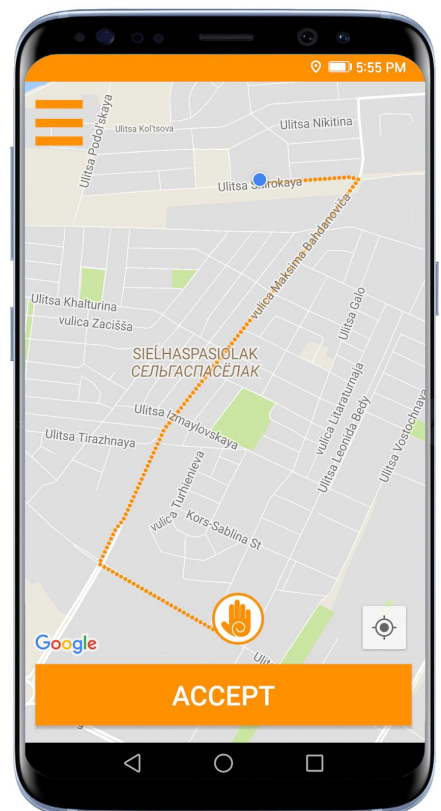 5:55 PM
Ulitsa Podol'skaya
Ulitsa Kol'tsova
Ulitsa Nikitina
Ulitsa Shirokaya
vulica Maksima Bahdanoviča
Ulitsa Khalturina
vulica Zacišša
Ulitsa Galo
SIEĹHASPASIOLAK
СЕЛЬГАСПАСЁЛАК
Ulitsa Izmaylovskaya
Ulitsa Tirazhnaya
vulica Litaraturnaja
Ulitsa Leonida Bedy
Ulitsa Vostochnaya
vulica Turhienieva
Kors-Sablina St
Google
Ulit
ACCEPT